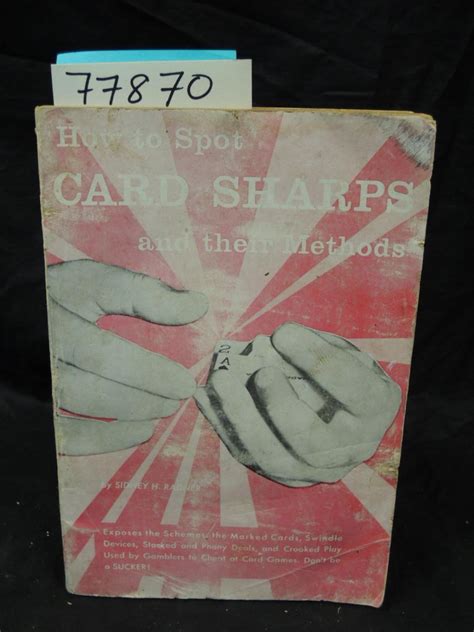 77870
How to Spot
CARD SHARPS
and their Methods
2
A
by SIDNEY H.
Exposes the Schemes, the Marked Cards, Swindle
Devices, Stacked and Phony Deals, and Crooked Play
Used by Gamblers to Cheat at Card Games. Don't be
a SUCKER!